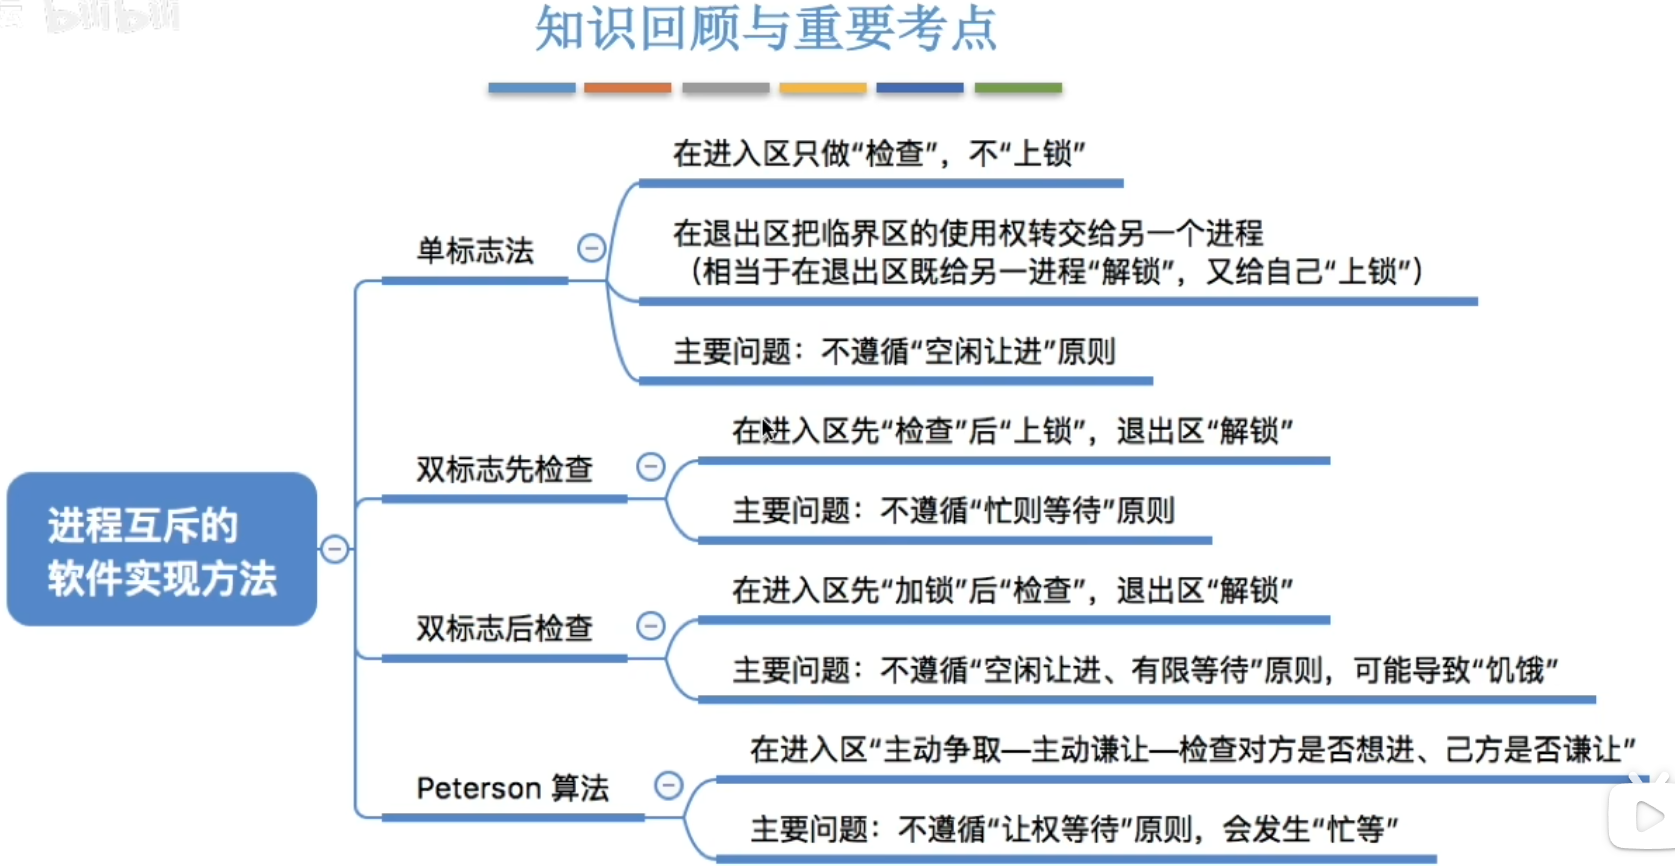 bilibili
知识回顾与重要考点
在进入区只做“检查”，不“上锁”
单标志法
在退出区把临界区的使用权转交给另一个进程
（相当于在退出区既给另一进程“解锁”，又给自己“上锁”）
主要问题：不遵循“空闲让进”原则
双标志先检查
在进入区先“检查”后“上锁”，退出区“解锁”
主要问题：不遵循“忙则等待”原则
进程互斥的
软件实现方法
双标志后检查
在进入区先“加锁”后“检查”，退出区“解锁”
主要问题：不遵循“空闲让进、有限等待”原则，可能导致“饥饿”
Peterson 算法
在进入区“主动争取—主动谦让—检查对方是否想进、己方是否谦让”
主要问题：不遵循“让权等待”原则，会发生“忙等”